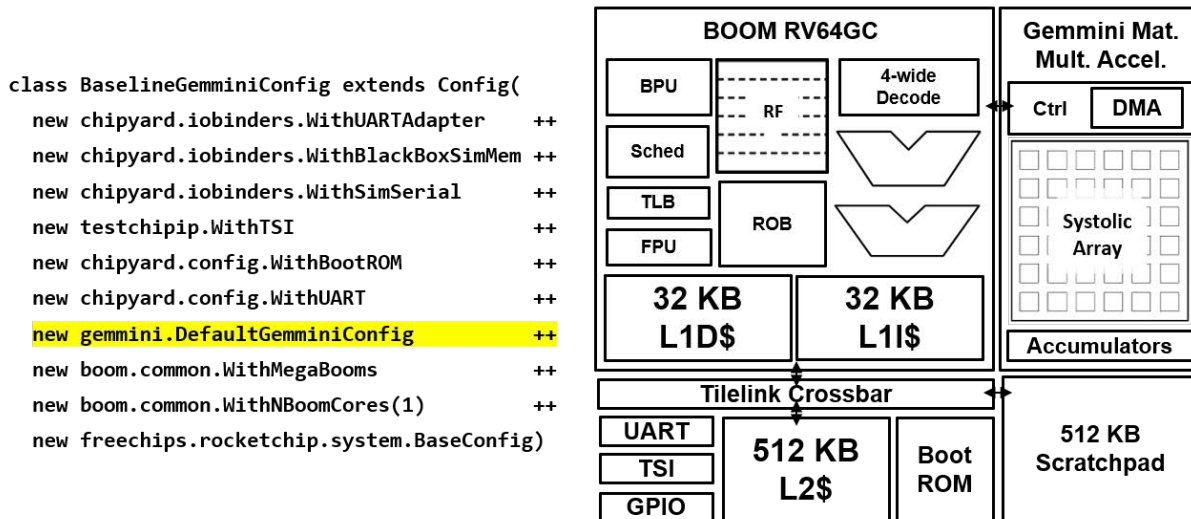 class BaselineGemminiConfig extends Config(
new chipyard.iobinders.WithUARTAdapter ++
new chipyard.iobinders.WithBlackBoxSimMem ++
new chipyard.iobinders.WithSimSerial ++
new testchipip.WithTSI ++
new chipyard.config.WithBootROM ++
new chipyard.config.WithUART ++
new gemmini.DefaultGemminiConfig ++
new boom.common.WithMegaBooms ++
new boom.common.WithNBoomCores(1) ++
new freechips.rocketchip.system.BaseConfig)
BOOM RV64GC
BPU
RF
4-wide
Decode
Sched
TLB
FPU
ROB
32 KB
L1D$
32 KB
L1I$
Gemmini Mat.
Mult. Accel.
Ctrl
DMA
Systolic
Array
Accumulators
Tilelink Crossbar
UART
TSI
GPIO
512 KB
L2$
Boot
ROM
512 KB
Scratchpad